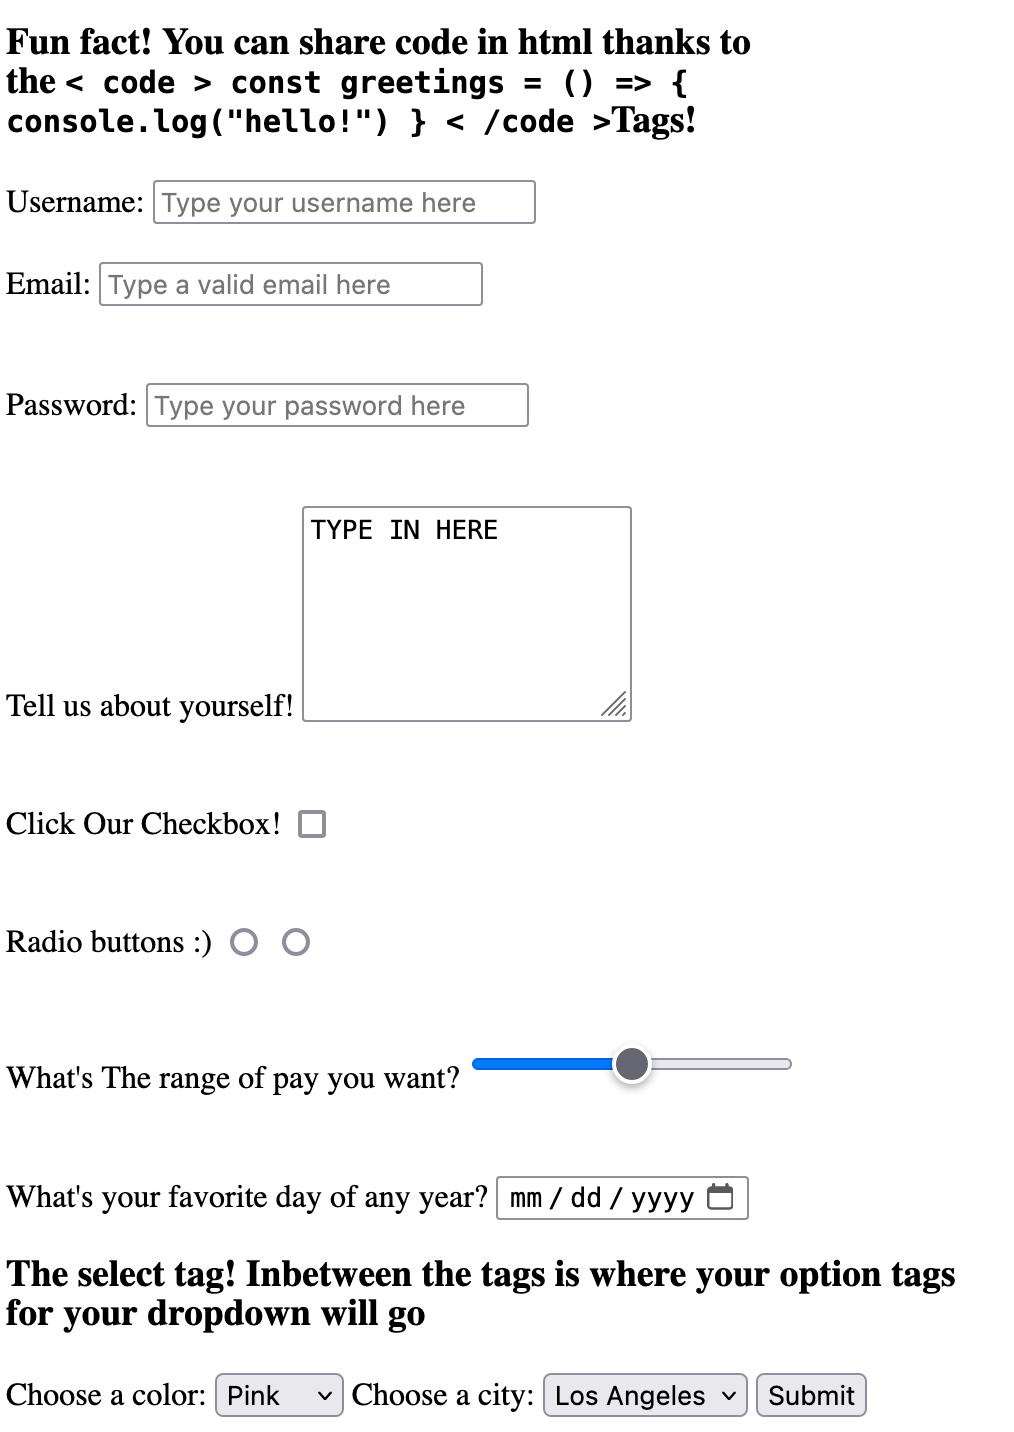 Fun fact! You can share code in html thanks to
the < code > const greetings = () => {
console.log("hello!") } < /code >Tags!
Username: Type your username here
Email: Type a valid email here
Password: Type your password here
TYPE IN HERE
Tell us about yourself!
Click Our Checkbox!
Radio buttons :)
What's The range of pay you want?
What's your favorite day of any year? mm / dd / yyyy
The select tag! Inbetween the tags is where your option tags
for your dropdown will go
Choose a color: Pink Choose a city: Los Angeles Submit